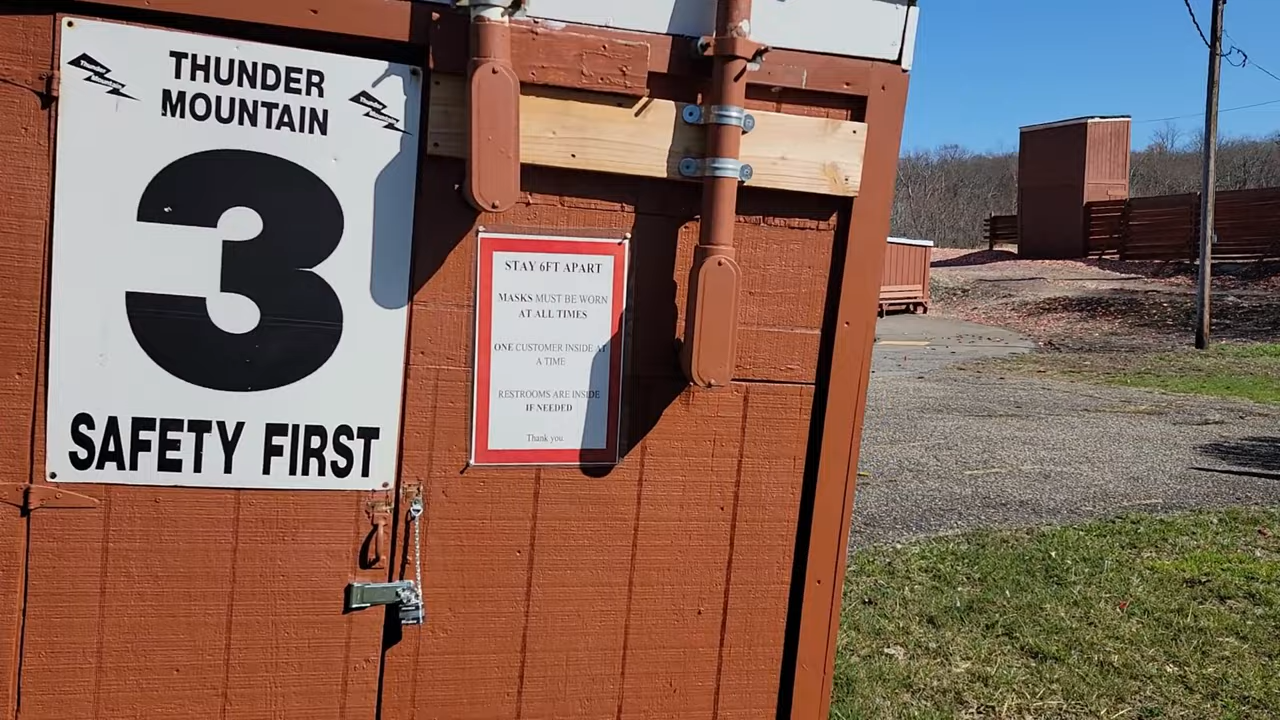 THUNDER
MOUNTAIN
3
SAFETY FIRST
STAY 6FT APART
MASKS MUST BE WORN
AT ALL TIMES
ONE CUSTOMER INSIDE AT
A TIME
RESTROOMS ARE INSIDE
IF NEEDED
Thank you.